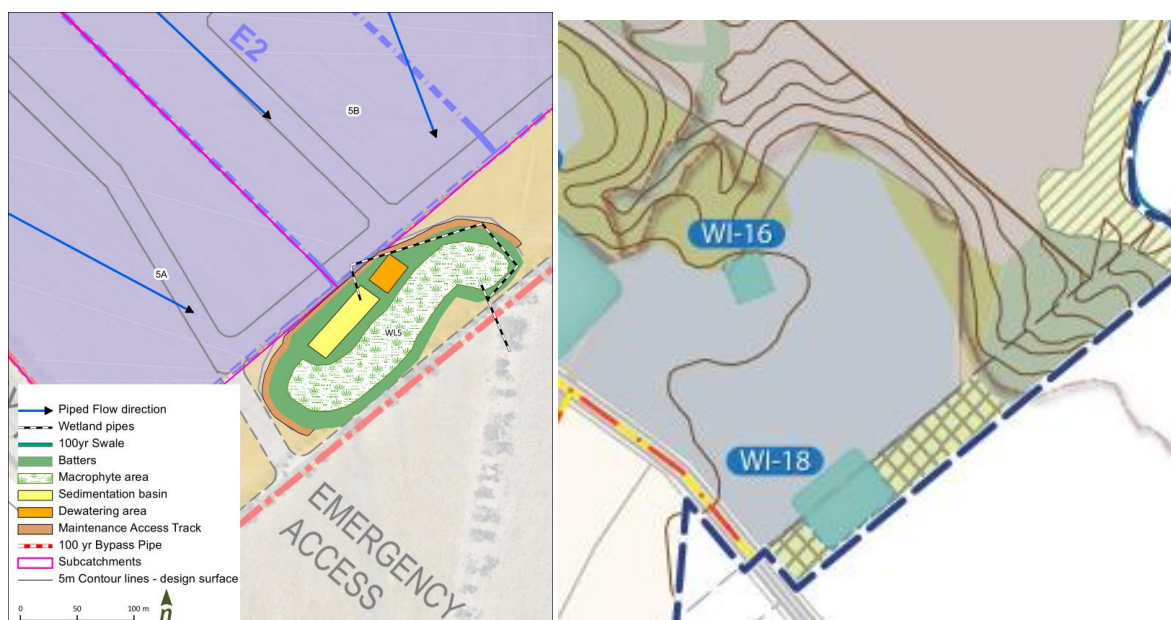 E2
5B
5A
WL5
EMERGENCY
ACCESS
Piped Flow direction
Wetland pipes
100yr Swale
Batters
Macrophyte area
Sedimentation basin
Dewatering area
Maintenance Access Track
100 yr Bypass Pipe
Subcatchments
5m Contour lines - design surface
0 50 100 m
n
WI-16
WI-18